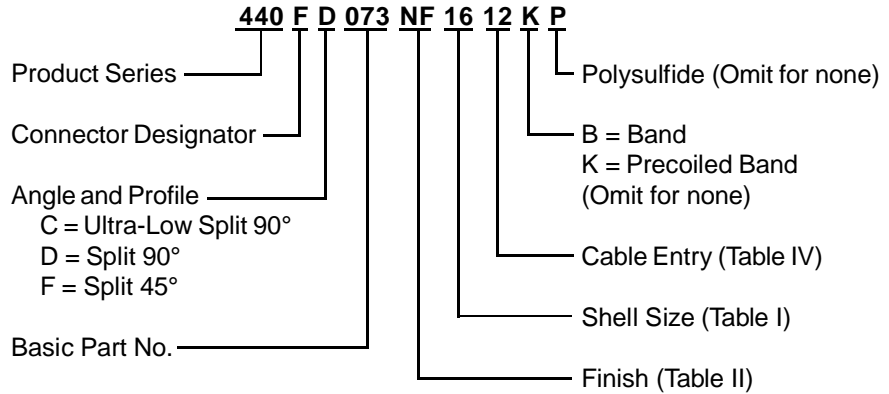 440 F D 073 NF 16 12 K P
Product Series
Connector Designator
Angle and Profile
C = Ultra-Low Split 90°
D = Split 90°
F = Split 45°
Basic Part No.
Polysulfide (Omit for none)
B = Band
K = Precoiled Band
(Omit for none)
Cable Entry (Table IV)
Shell Size (Table I)
Finish (Table II)